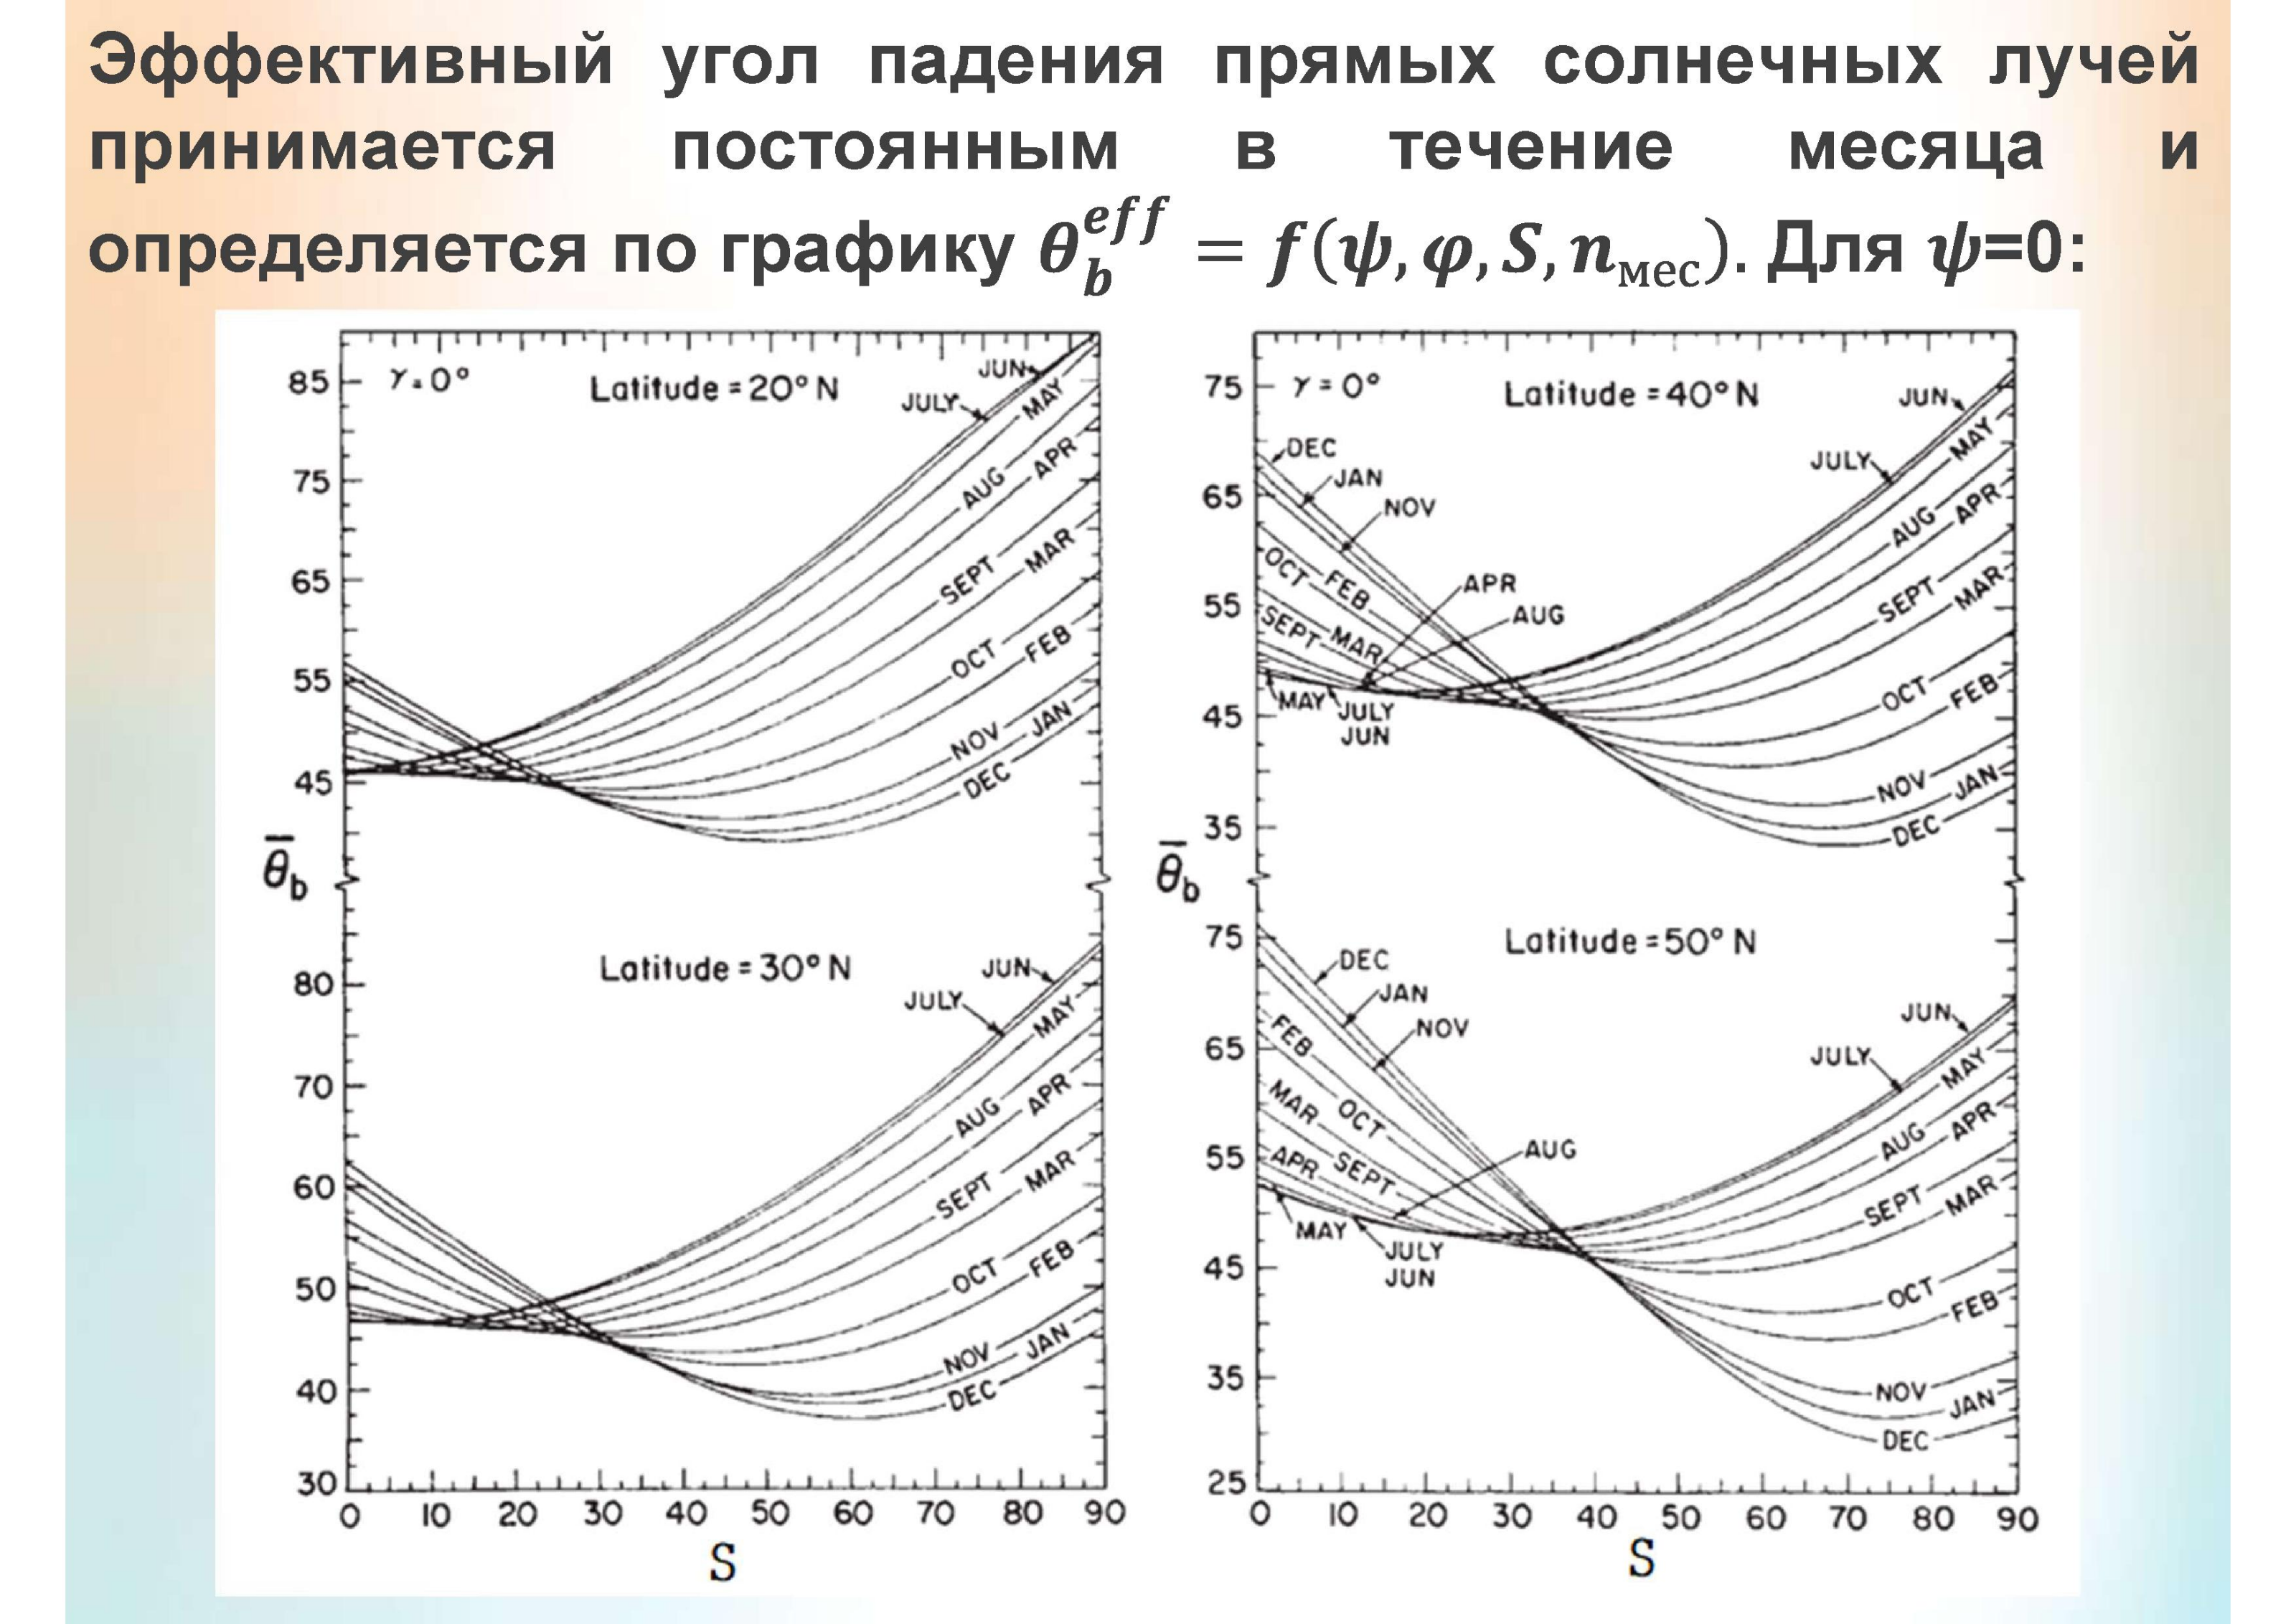 Эффективный угол падения прямых солнечных лучей
принимается постоянным в течение месяца и
определяется по графику θ_b^eff = f(ψ, φ, S, n_мес). Для ψ=0:
γ = 0°
Latitude = 20° N
JUN
JULY
MAY
AUG
APR
SEPT
MAR
OCT
FEB
NOV
JAN
DEC
85
75
65
55
45
θ̄b
Latitude = 30° N
JUN
JULY
MAY
AUG
APR
SEPT
MAR
OCT
FEB
NOV
JAN
DEC
80
70
60
50
40
30
0 10 20 30 40 50 60 70 80 90
S
γ = 0°
Latitude = 40° N
JUN
DEC
JULY
MAY
JAN
NOV
AUG
APR
OCT
FEB
APR
AUG
SEPT
MAR
SEPT
MAR
MAY
JULY
JUN
OCT
FEB
NOV
JAN
DEC
75
65
55
45
35
θ̄b
Latitude = 50° N
DEC
JAN
NOV
JUN
JULY
MAY
FEB
MAR
OCT
AUG
APR
APR
SEPT
AUG
MAY
JULY
JUN
SEPT
MAR
OCT
FEB
NOV
JAN
DEC
75
65
55
45
35
25
0 10 20 30 40 50 60 70 80 90
S